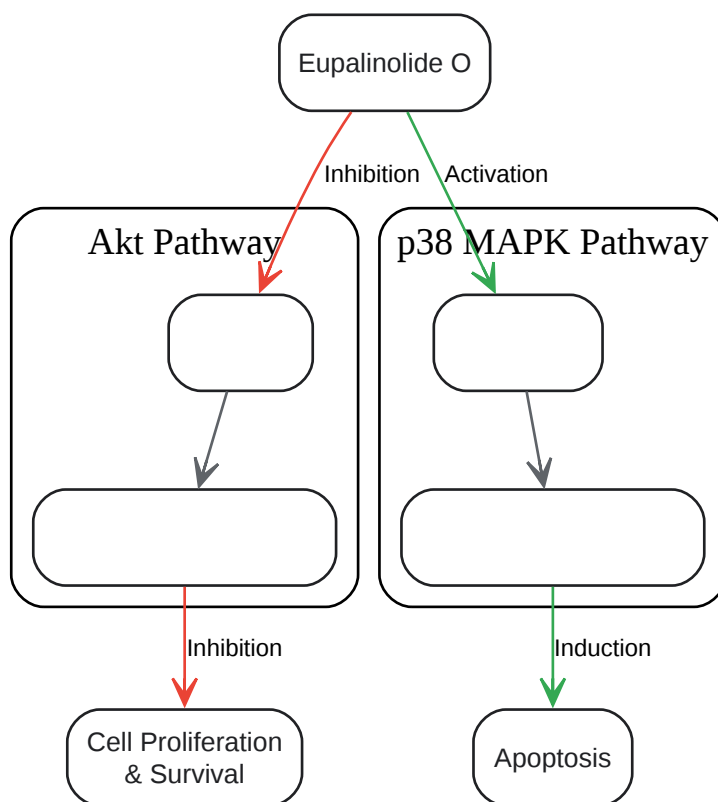 Eupalinolide O
Inhibition
Activation
Akt Pathway
p38 MAPK Pathway
Inhibition
Induction
Cell Proliferation
& Survival
Apoptosis